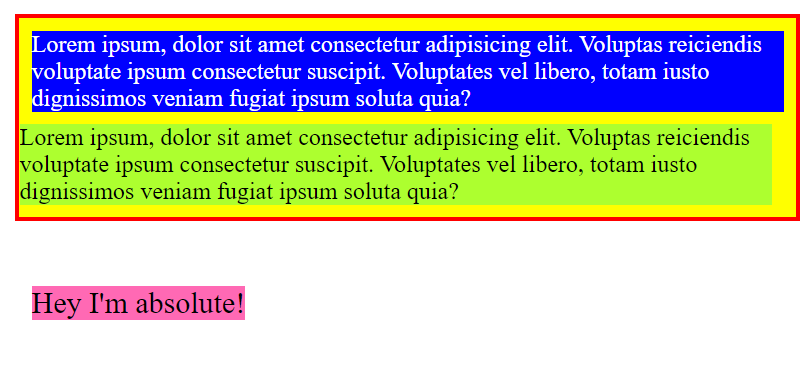 Lorem ipsum, dolor sit amet consectetur adipisicing elit. Voluptas reiciendis
voluptate ipsum consectetur suscipit. Voluptates vel libero, totam iusto
dignissimos veniam fugiat ipsum soluta quia?
Lorem ipsum, dolor sit amet consectetur adipisicing elit. Voluptas reiciendis
voluptate ipsum consectetur suscipit. Voluptates vel libero, totam iusto
dignissimos veniam fugiat ipsum soluta quia?
Hey I'm absolute!